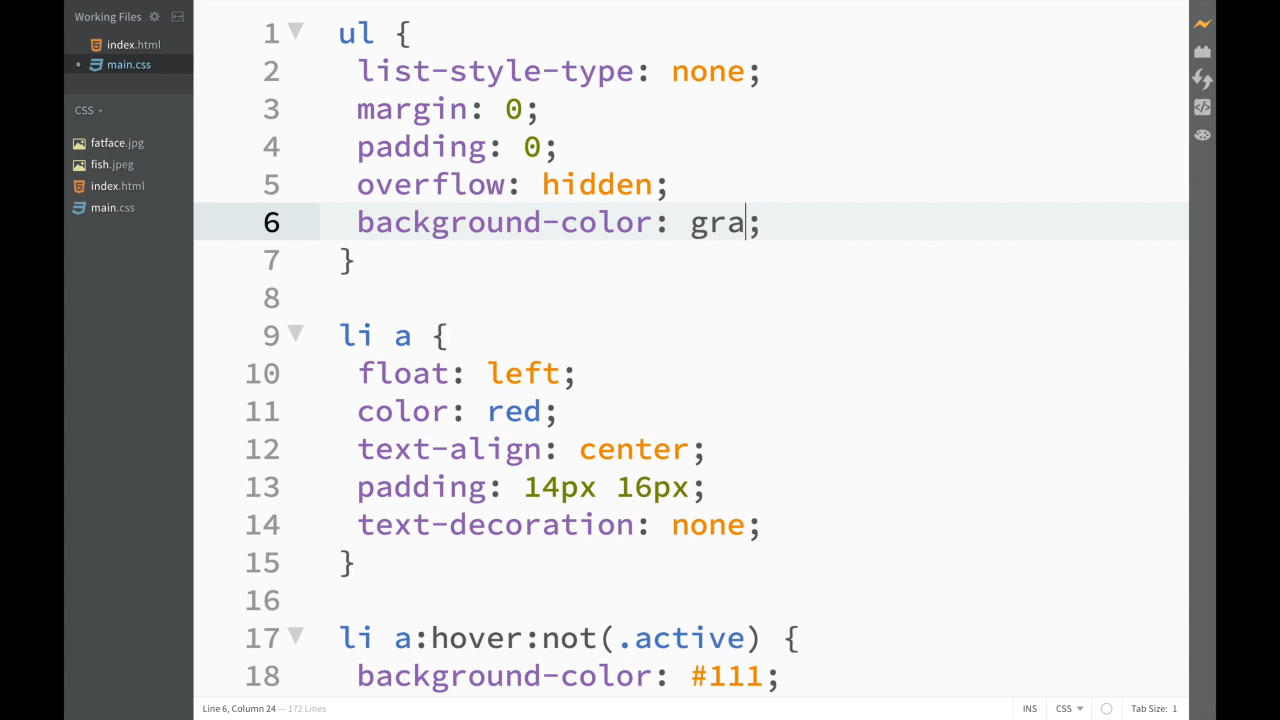 Working Files
index.html
main.css
CSS
fatface.jpg
fish.jpeg
index.html
main.css
1 ul {
2 list-style-type: none;
3 margin: 0;
4 padding: 0;
5 overflow: hidden;
6 background-color: gra;
7 }
8
9 li a {
10 float: left;
11 color: red;
12 text-align: center;
13 padding: 14px 16px;
14 text-decoration: none;
15 }
16
17 li a:hover:not(.active) {
18 background-color: #111;
Line 6, Column 24 — 172 Lines
INS CSS Tab Size: 1